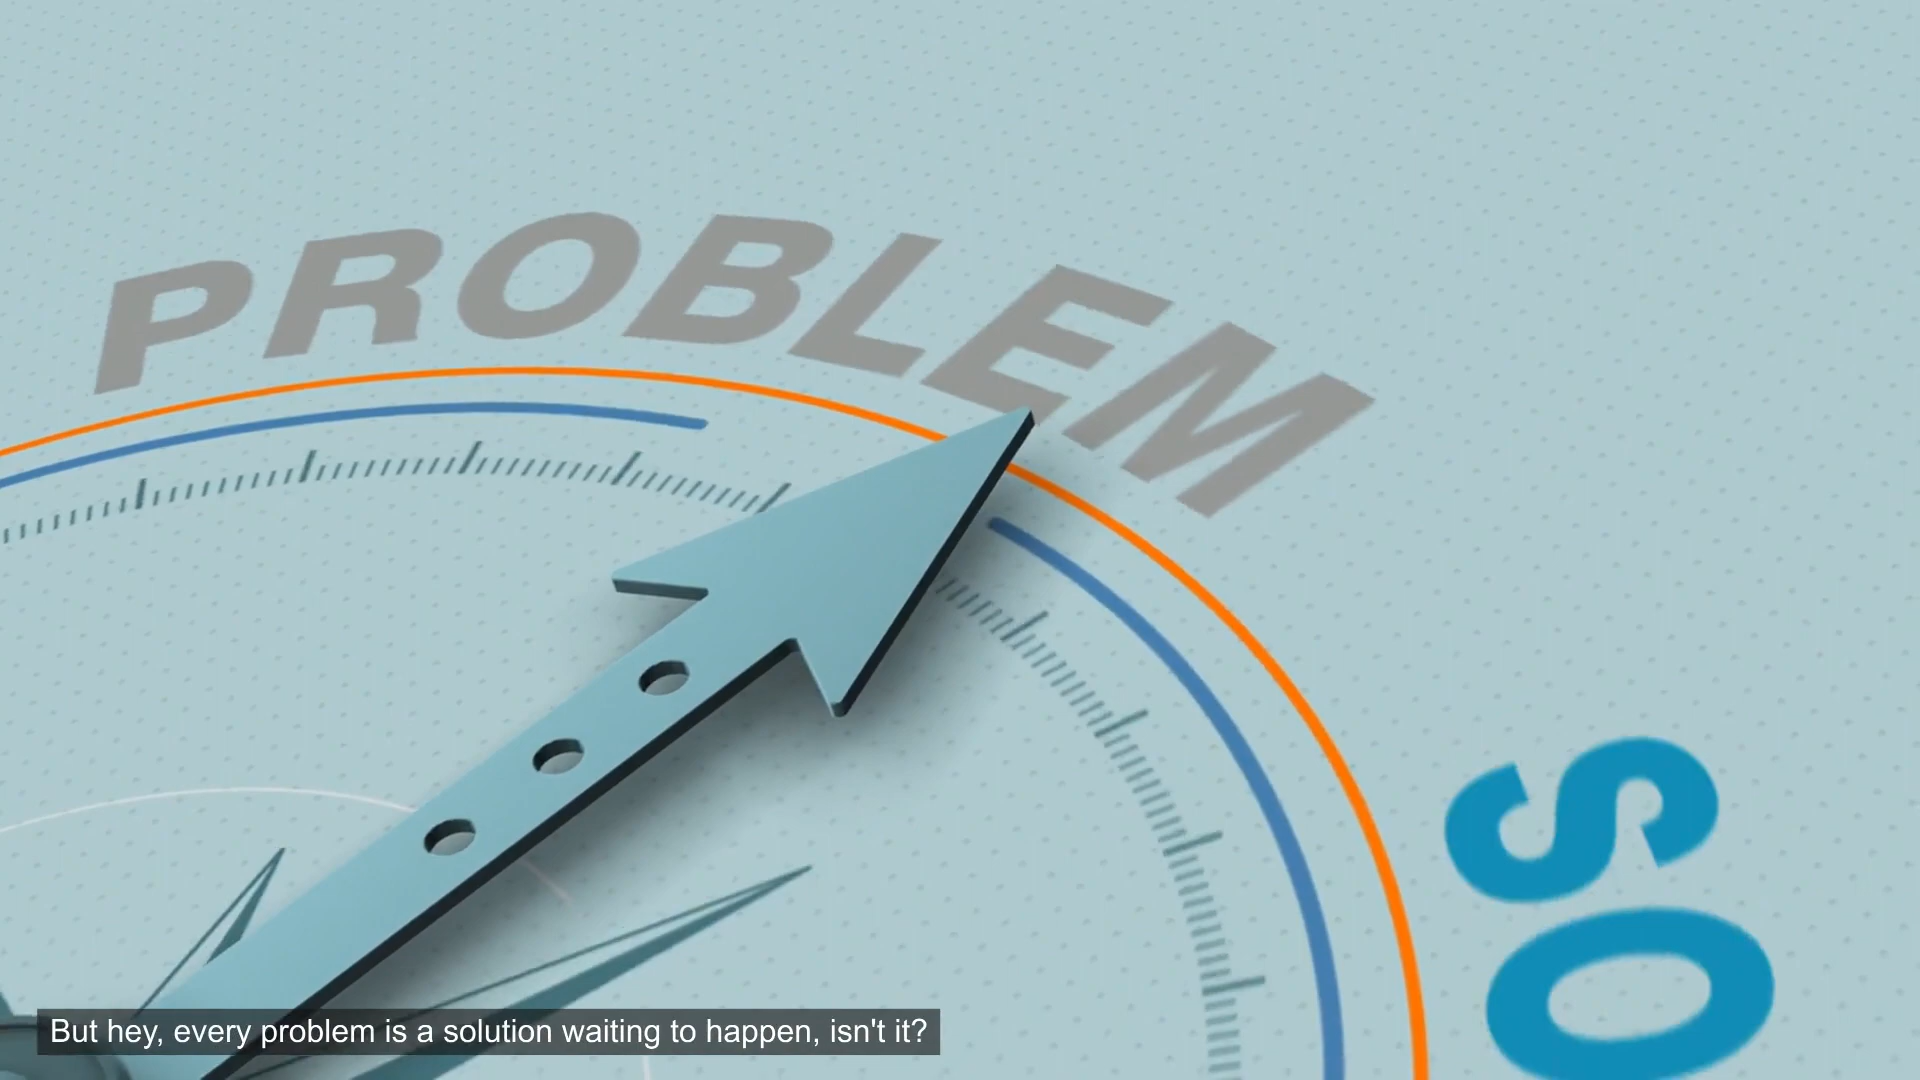 PROBLEM
SO
But hey, every problem is a solution waiting to happen, isn't it?